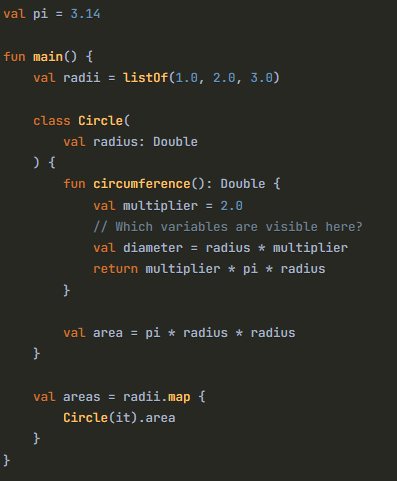 val pi = 3.14
fun main() {
    val radii = listOf(1.0, 2.0, 3.0)
    class Circle(
        val radius: Double
    ) {
        fun circumference(): Double {
            val multiplier = 2.0
            // Which variables are visible here?
            val diameter = radius * multiplier
            return multiplier * pi * radius
        }
        val area = pi * radius * radius
    }
    val areas = radii.map {
        Circle(it).area
    }
}